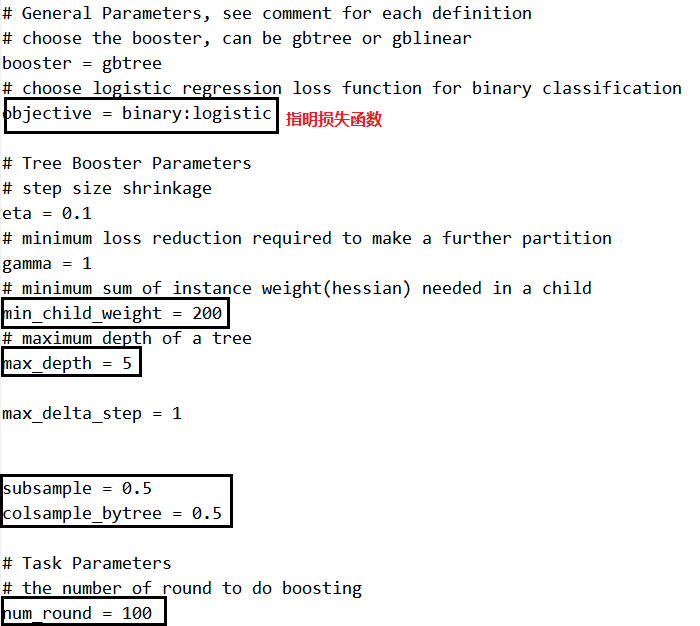 # General Parameters, see comment for each definition
# choose the booster, can be gbtree or gblinear
booster = gbtree
# choose logistic regression loss function for binary classification
objective = binary:logistic 指明损失函数
# Tree Booster Parameters
# step size shrinkage
eta = 0.1
# minimum loss reduction required to make a further partition
gamma = 1
# minimum sum of instance weight(hessian) needed in a child
min_child_weight = 200
# maximum depth of a tree
max_depth = 5
max_delta_step = 1
subsample = 0.5
colsample_bytree = 0.5
# Task Parameters
# the number of round to do boosting
num_round = 100